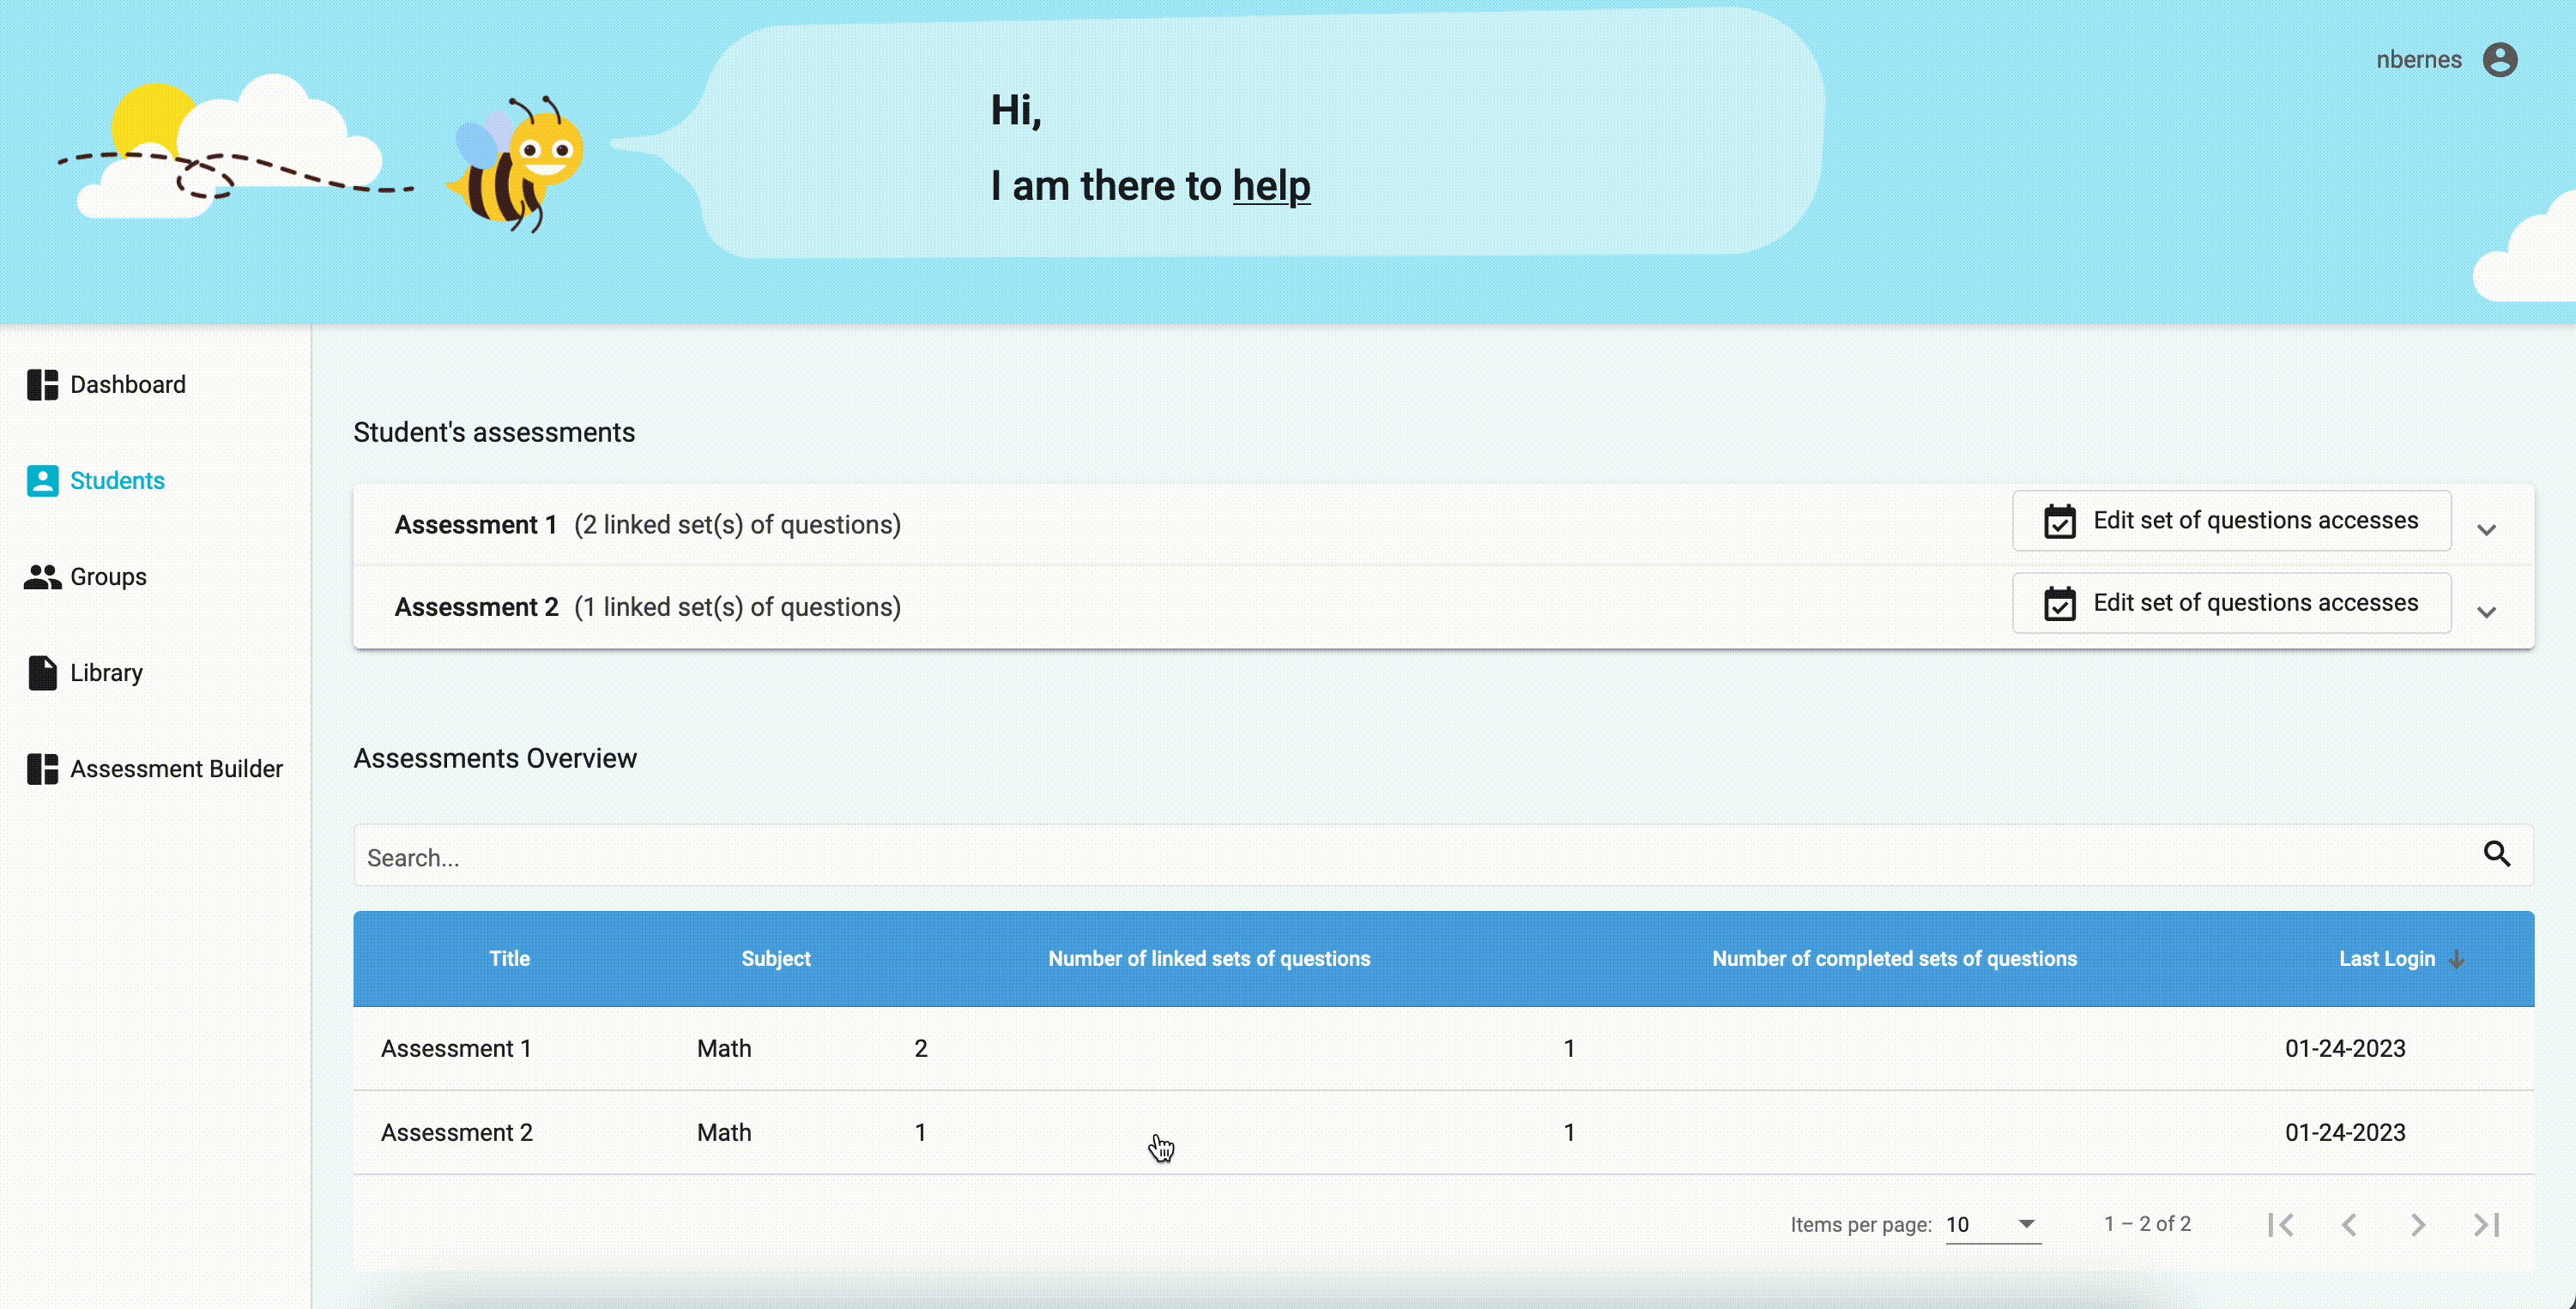 nbernes
Hi,
I am there to help
Dashboard
Students
Groups
Library
Assessment Builder
Student's assessments
Assessment 1 (2 linked set(s) of questions) Edit set of questions accesses
Assessment 2 (1 linked set(s) of questions) Edit set of questions accesses
Assessments Overview
Search...
Title Subject Number of linked sets of questions Number of completed sets of questions Last Login
Assessment 1 Math 2 1 01-24-2023
Assessment 2 Math 1 1 01-24-2023
Items per page: 10 1 – 2 of 2